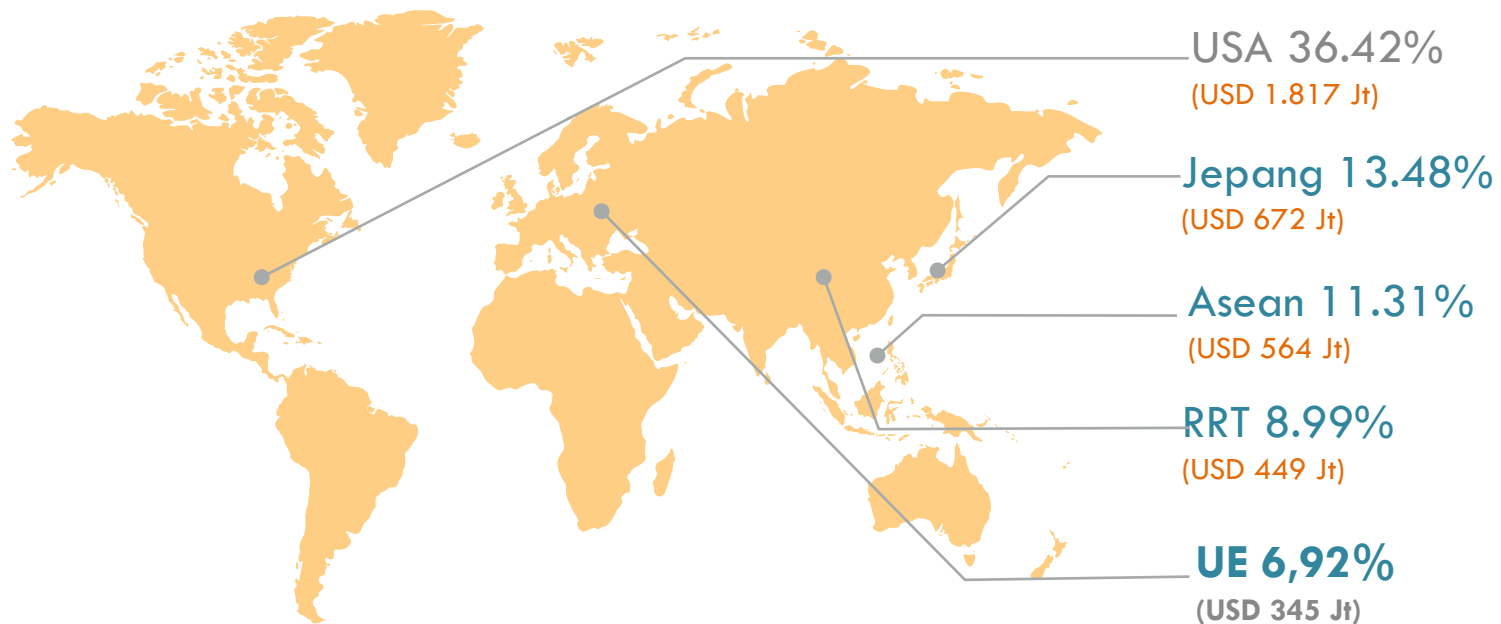 USA 36.42%
(USD 1.817 Jt)
Jepang 13.48%
(USD 672 Jt)
Asean 11.31%
(USD 564 Jt)
RRT 8.99%
(USD 449 Jt)
UE 6,92%
(USD 345 Jt)